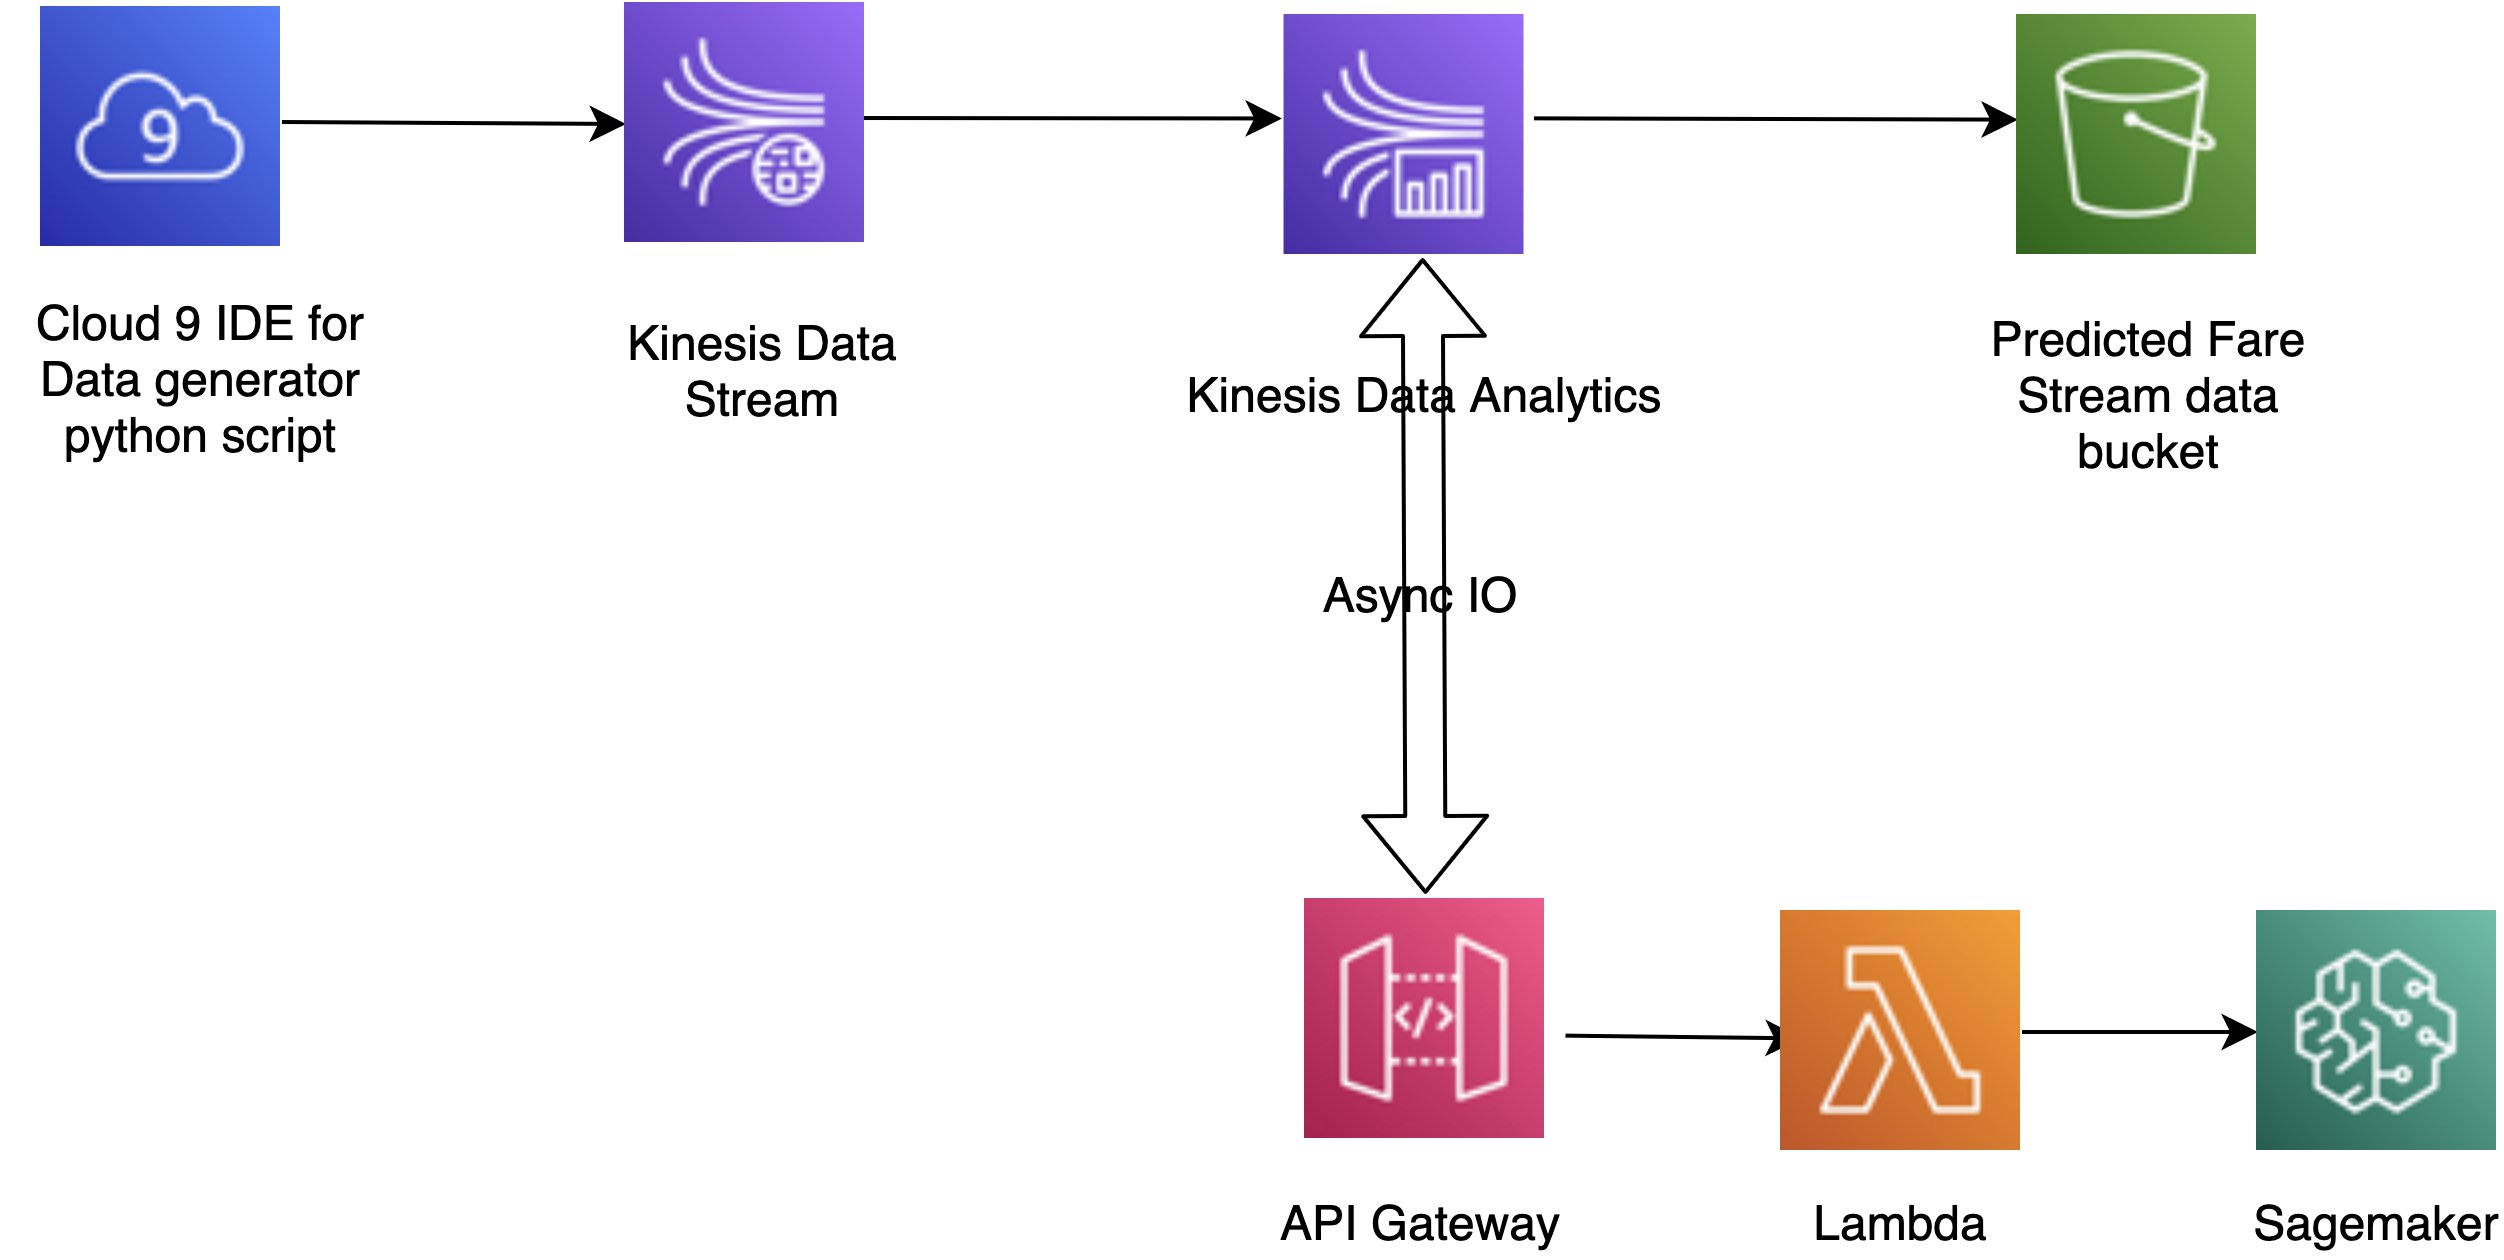 9
Cloud 9 IDE for
Data generator
python script
Kinesis Data
Stream
Kinesis Data Analytics
Predicted Fare
Stream data
bucket
Async IO
</>
API Gateway
Lambda
Sagemaker